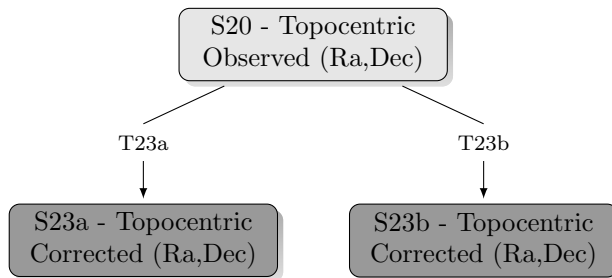 S20 - Topocentric
Observed (Ra,Dec)
T23a
T23b
S23a - Topocentric
Corrected (Ra,Dec)
S23b - Topocentric
Corrected (Ra,Dec)